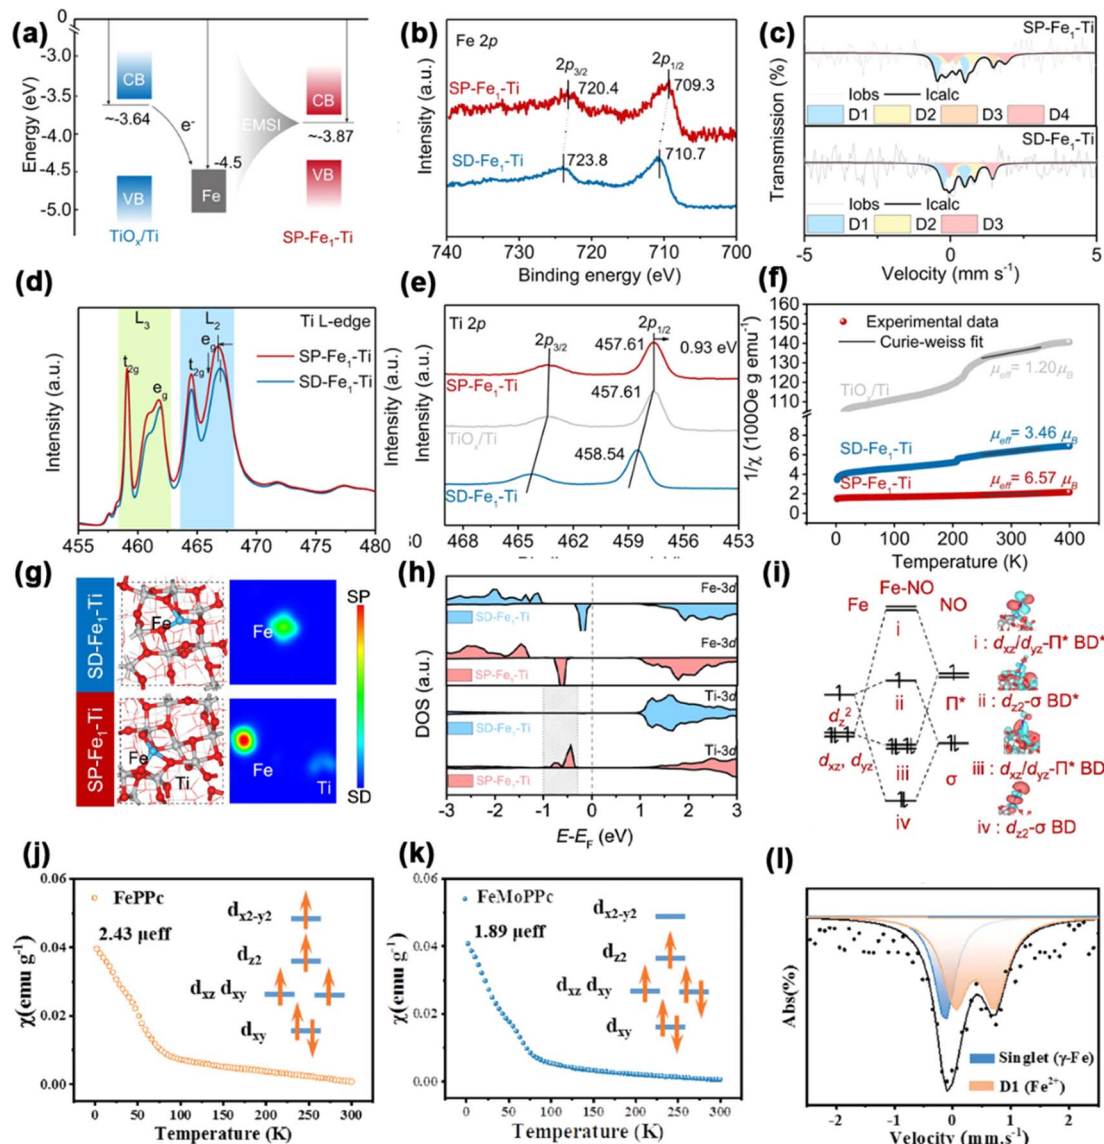 (a)
0
-3.0
-3.5
-4.0
-4.5
-5.0
Energy (eV)
CB
~-3.64
e-
EMSI
CB
~-3.87
-4.5
VB
Fe
VB
TiOx/Ti
SP-Fe1-Ti
(b)
Fe 2p
2p3/2
2p1/2
SP-Fe1-Ti
720.4
709.3
SD-Fe1-Ti
723.8
710.7
Intensity (a.u.)
740 730 720 710 700
Binding energy (eV)
(c)
SP-Fe1-Ti
Iobs Icalc
D1 D2 D3 D4
SD-Fe1-Ti
Iobs Icalc
D1 D2 D3
Transmission (%)
-5 0 5
Velocity (mm s-1)
(d)
L3
L2
Ti L-edge
t2g
eg
t2g
eg
SP-Fe1-Ti
SD-Fe1-Ti
Intensity (a.u.)
455 460 465 470 475 480
(e)
Ti 2p
2p3/2
2p1/2
457.61
0.93 eV
SP-Fe1-Ti
457.61
TiOx/Ti
458.54
SD-Fe1-Ti
Intensity (a.u.)
Intensity (a.u.)
30
468 465 462 459 456 453
(f)
160
150
140
130
120
110
8
6
4
2
0
Experimental data
Curie-weiss fit
TiOx/Ti
μeff= 1.20μB
SD-Fe1-Ti
μeff= 3.46 μB
SP-Fe1-Ti
μeff= 6.57 μB
1/χ (1000Oe g emu-1)
0 100 200 300 400
Temperature (K)
(g)
SD-Fe1-Ti
Fe
Fe
SP
SP-Fe1-Ti
Fe
Ti
Fe
Ti
SD
(h)
Fe-3d
SD-Fe1-Ti
Fe-3d
SP-Fe1-Ti
Ti-3d
SD-Fe1-Ti
Ti-3d
SP-Fe1-Ti
DOS (a.u.)
-3 -2 -1 0 1 2 3
E-EF (eV)
(i)
Fe
Fe-NO
NO
i
ii
iii
iv
dz2
dxz, dyz
Π*
σ
i : dxz/dyz-Π* BD*
ii : dz2-σ BD*
iii : dxz/dyz-Π* BD
iv : dz2-σ BD
(j)
0.06
0.04
0.02
0.00
FePPc
2.43 μeff
dx2-y2
dz2
dxz dxy
dxy
χ(emu g-1)
0 50 100 150 200 250 300
Temperature (K)
(k)
0.06
0.04
0.02
0.00
FeMoPPc
1.89 μeff
dx2-y2
dz2
dxz dxy
dxy
χ(emu g-1)
0 50 100 150 200 250 300
Temperature (K)
(l)
Abs(%)
Singlet (γ-Fe)
D1 (Fe2+)
-2 -1 0 1 2
Velocity (mm.s-1)